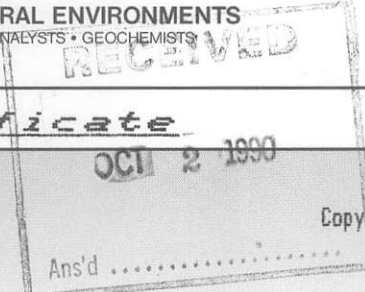 RAL ENVIRONMENTS
NALYSTS • GEOCHEMISTS
RECEIVED
ficate
OCT 2 1990
Copy
Ans'd ........................